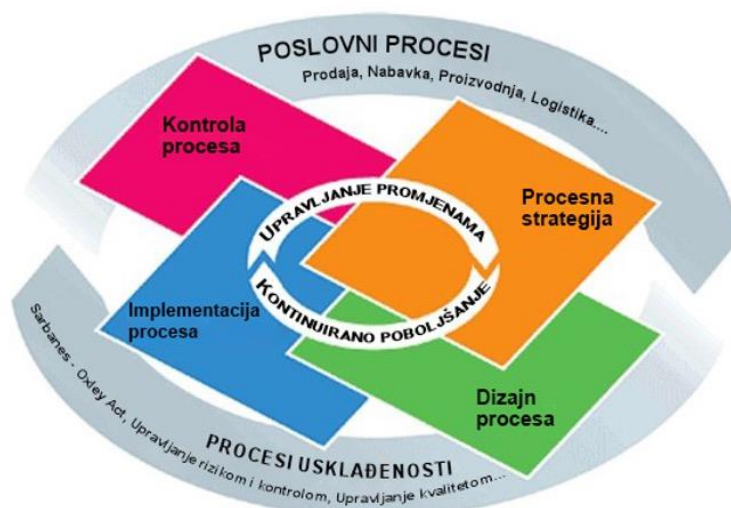 POSLOVNI PROCESI
Prodaja, Nabavka, Proizvodnja, Logistika....
Kontrola
procesa
Procesna
strategija
UPRAVLJANJE PROMJENAMA
KONTINUIRANO POBOLJŠANJE
Implementacija
procesa
Dizajn
procesa
PROCESI USKLAĐENOSTI
Sarbanes - Oxley Act, Upravljanje rizikom i kontrolom, Upravljanje kvalitetom...